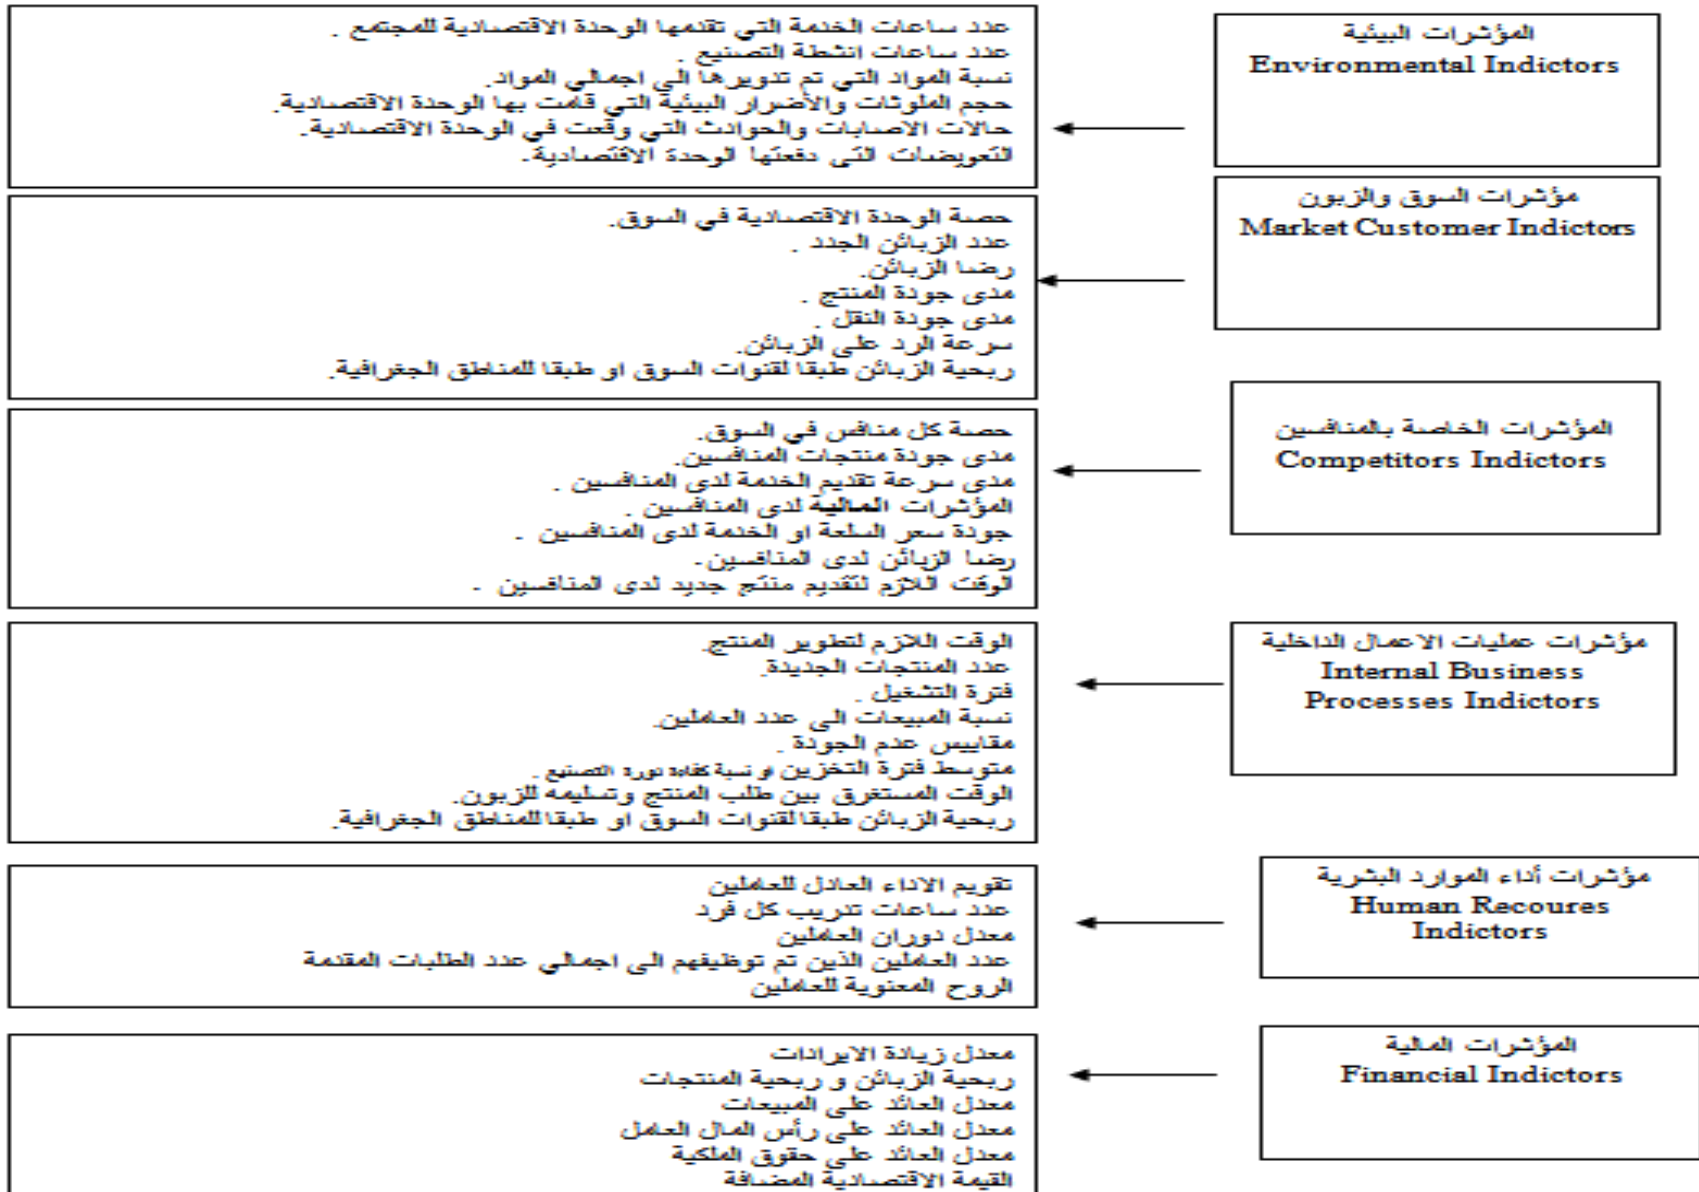 المؤشرات البيئية
Environmental Indictors
عدد ساعات الخدمة التي تقدمها الوحدة الاقتصادية للمجتمع .
عدد ساعات انشطة التصنيع .
نسبة المواد التي تم تدويرها الى اجمالي المواد.
حجم الملوثات والأضرار البيئية التي قامت بها الوحدة الاقتصادية.
حالات الاصابات والحوادث التي وقعت في الوحدة الاقتصادية.
التعويضات التي دفعتها الوحدة الاقتصادية.
مؤشرات السوق والزبون
Market Customer Indictors
حصة الوحدة الاقتصادية في السوق.
عدد الزبائن الجدد .
رضا الزبائن.
مدى جودة المنتج .
مدى جودة النقل .
سرعة الرد على الزبائن.
ربحية الزبائن طبقا لقنوات السوق او طبقا للمناطق الجغرافية.
المؤشرات الخاصة بالمنافسين
Competitors Indictors
حصة كل منافس في السوق.
مدى جودة منتجات المنافسين.
مدى سرعة تقديم الخدمة لدى المنافسين .
المؤشرات المالية لدى المنافسين .
جودة سعر السلعة او الخدمة لدى المنافسين .
رضا الزبائن لدى المنافسين.
الوقت اللازم لتقديم منتج جديد لدى المنافسين .
مؤشرات عمليات الاعمال الداخلية
Internal Business
Processes Indictors
الوقت اللازم لتطوير المنتج.
عدد المنتجات الجديدة.
فترة التشغيل .
نسبة المبيعات الى عدد العاملين.
مقاييس عدم الجودة .
متوسط فترة التخزين او نسبة كفاءة دورة التصنيع .
الوقت المستغرق بين طلب المنتج وتسليمه للزبون.
ربحية الزبائن طبقا لقنوات السوق او طبقا للمناطق الجغرافية.
مؤشرات أداء الموارد البشرية
Human Recoures
Indictors
تقويم الاداء العادل للعاملين
عدد ساعات تدريب كل فرد
معدل دوران العاملين
عدد العاملين الذين تم توظيفهم الى اجمالي عدد الطلبات المقدمة
الروح المعنوية للعاملين
المؤشرات المالية
Financial Indictors
معدل زيادة الايرادات
ربحية الزبائن و ربحية المنتجات
معدل العائد على المبيعات
معدل العائد على رأس المال العامل
معدل العائد على حقوق الملكية
القيمة الاقتصادية المضافة